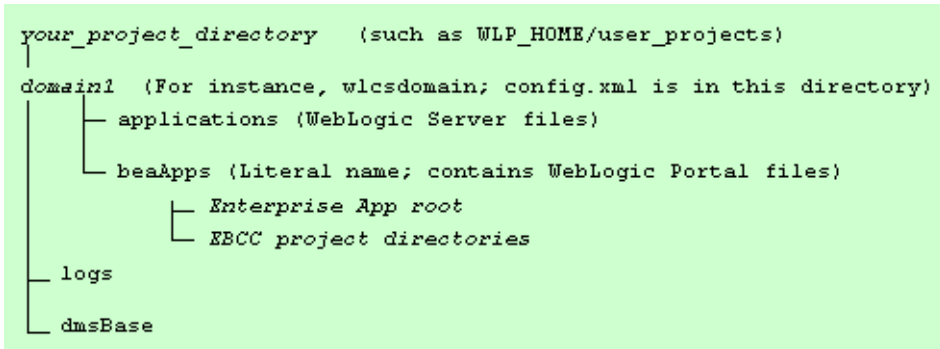 your_project_directory (such as WLP_HOME/user_projects)
domain1 (For instance, wlcsdomain; config.xml is in this directory)
applications (WebLogic Server files)
beaApps (Literal name; contains WebLogic Portal files)
Enterprise App root
EBCC project directories
logs
dmsBase